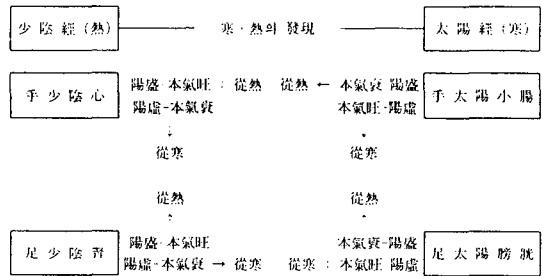 少陰經(熱) 寒·熱의 發現 太陽經(寒)
手少陰心 陽盛-本氣旺 : 從熱 從熱 ← 本氣衰-陽盛 手太陽小腸
陽虛-本氣衰 本氣旺-陽虛
↓
從寒 從寒
從熱 從熱
↑
足少陰腎 陽盛-本氣旺 本氣衰-陽盛 足太陽膀胱
陽虛-本氣衰 → 從寒 從寒 : 本氣旺-陽虛